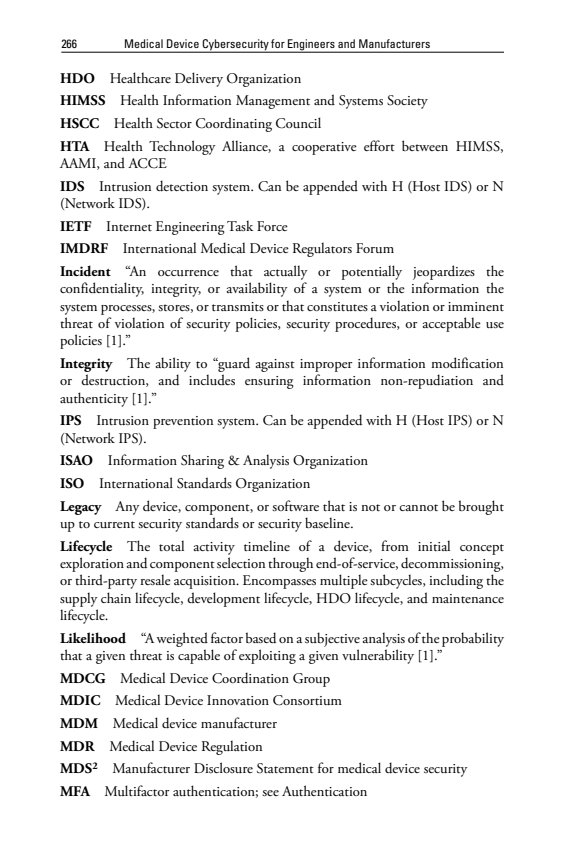 266 Medical Device Cybersecurity for Engineers and Manufacturers
HDO Healthcare Delivery Organization
HIMSS Health Information Management and Systems Society
HSCC Health Sector Coordinating Council
HTA Health Technology Alliance, a cooperative effort between HIMSS,
AAMI, and ACCE
IDS Intrusion detection system. Can be appended with H (Host IDS) or N
(Network IDS).
IETF Internet Engineering Task Force
IMDRF International Medical Device Regulators Forum
Incident “An occurrence that actually or potentially jeopardizes the
confidentiality, integrity, or availability of a system or the information the
system processes, stores, or transmits or that constitutes a violation or imminent
threat of violation of security policies, security procedures, or acceptable use
policies [1].”
Integrity The ability to “guard against improper information modification
or destruction, and includes ensuring information non-repudiation and
authenticity [1].”
IPS Intrusion prevention system. Can be appended with H (Host IPS) or N
(Network IPS).
ISAO Information Sharing & Analysis Organization
ISO International Standards Organization
Legacy Any device, component, or software that is not or cannot be brought
up to current security standards or security baseline.
Lifecycle The total activity timeline of a device, from initial concept
exploration and component selection through end-of-service, decommissioning,
or third-party resale acquisition. Encompasses multiple subcycles, including the
supply chain lifecycle, development lifecycle, HDO lifecycle, and maintenance
lifecycle.
Likelihood “A weighted factor based on a subjective analysis of the probability
that a given threat is capable of exploiting a given vulnerability [1].”
MDCG Medical Device Coordination Group
MDIC Medical Device Innovation Consortium
MDM Medical device manufacturer
MDR Medical Device Regulation
MDS² Manufacturer Disclosure Statement for medical device security
MFA Multifactor authentication; see Authentication